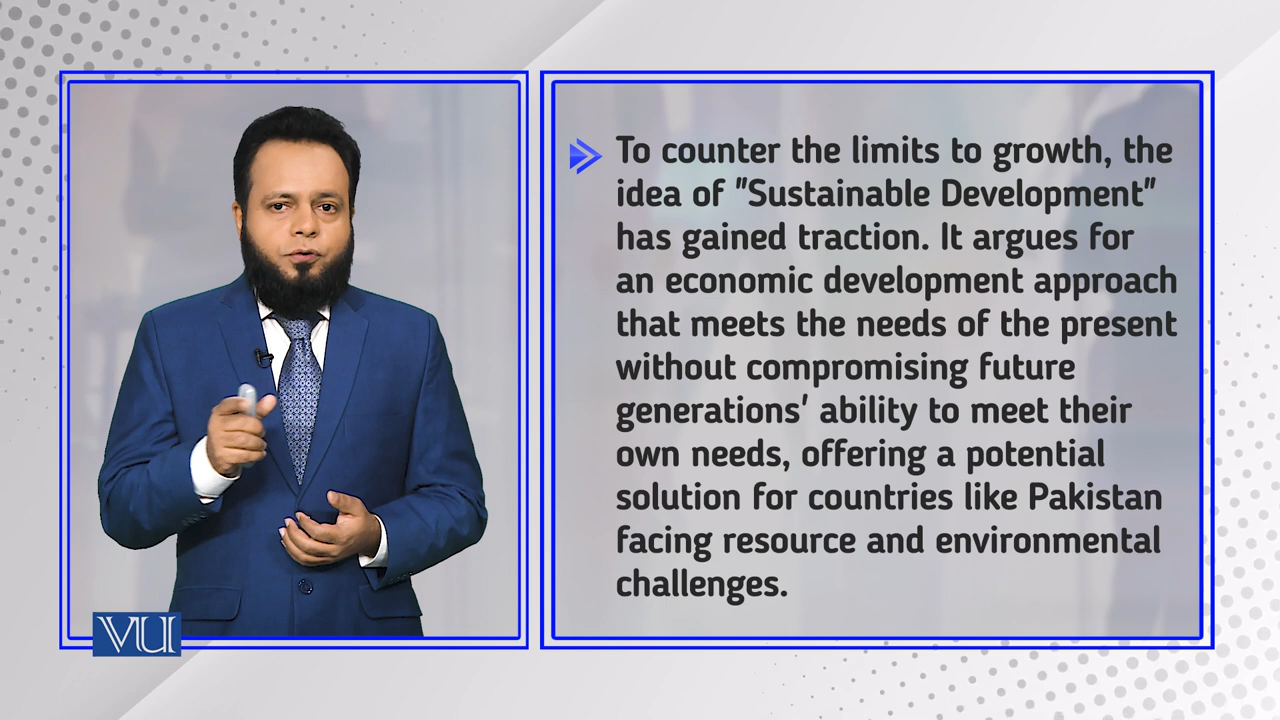 To counter the limits to growth, the
idea of "Sustainable Development"
has gained traction. It argues for
an economic development approach
that meets the needs of the present
without compromising future
generations' ability to meet their
own needs, offering a potential
solution for countries like Pakistan
facing resource and environmental
challenges.
VU